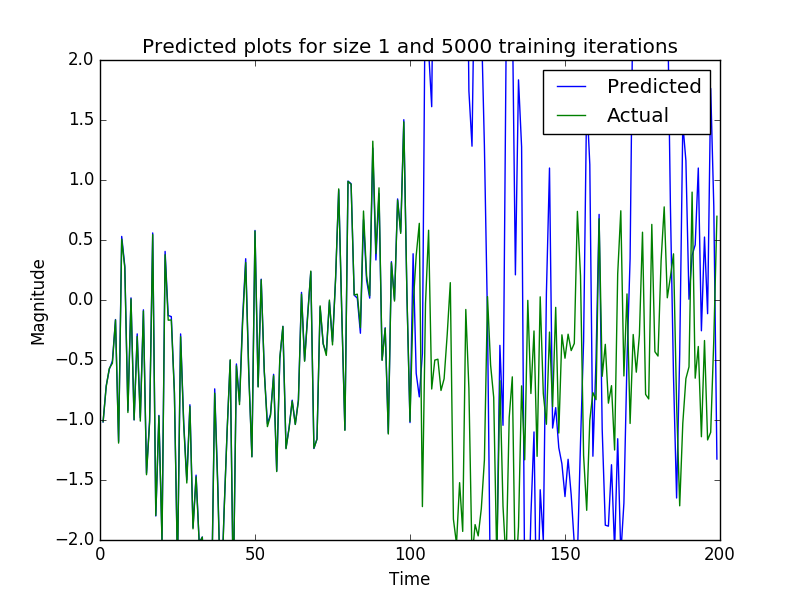 Predicted plots for size 1 and 5000 training iterations
2.0
1.5
1.0
0.5
0.0
−0.5
−1.0
−1.5
−2.0
Magnitude
Predicted
Actual
0 50 100 150 200
Time